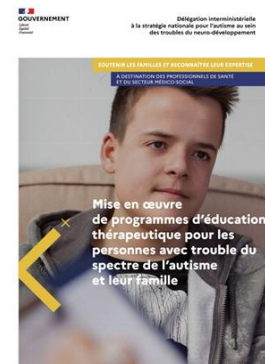 GOUVERNEMENT
Liberté
Égalité
Fraternité
Délégation interministérielle
à la stratégie nationale pour l'autisme au sein
des troubles du neuro-développement
SOUTENIR LES FAMILLES ET RECONNAÎTRE LEUR EXPERTISE
À DESTINATION DES PROFESSIONNELS DE SANTÉ
ET DU SECTEUR MÉDICO-SOCIAL
Mise en œuvre
de programmes d'éducation
thérapeutique pour les
personnes avec trouble du
spectre de l'autisme
et leur famille